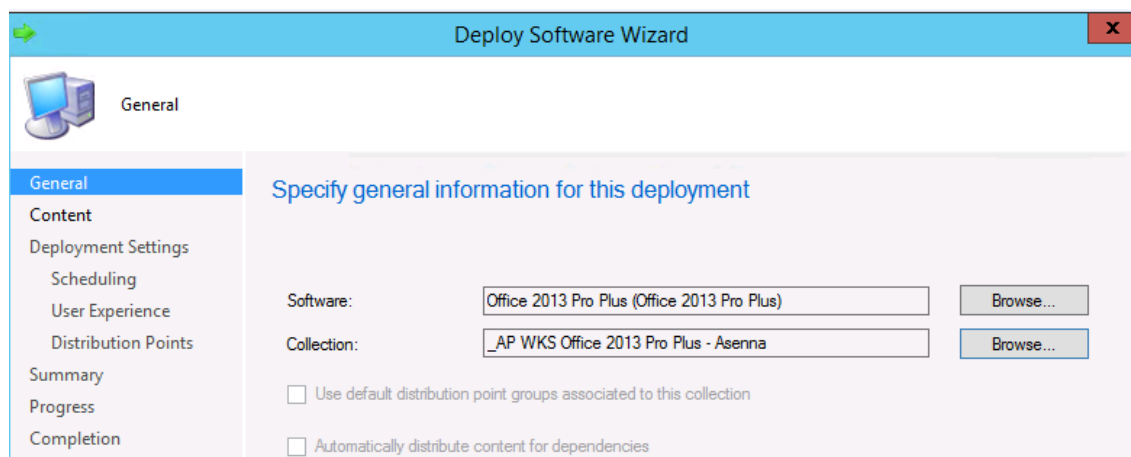 Deploy Software Wizard
x
General
General
Content
Deployment Settings
Scheduling
User Experience
Distribution Points
Summary
Progress
Completion
Specify general information for this deployment
Software: Office 2013 Pro Plus (Office 2013 Pro Plus) Browse...
Collection: _AP WKS Office 2013 Pro Plus - Asenna Browse...
Use default distribution point groups associated to this collection
Automatically distribute content for dependencies